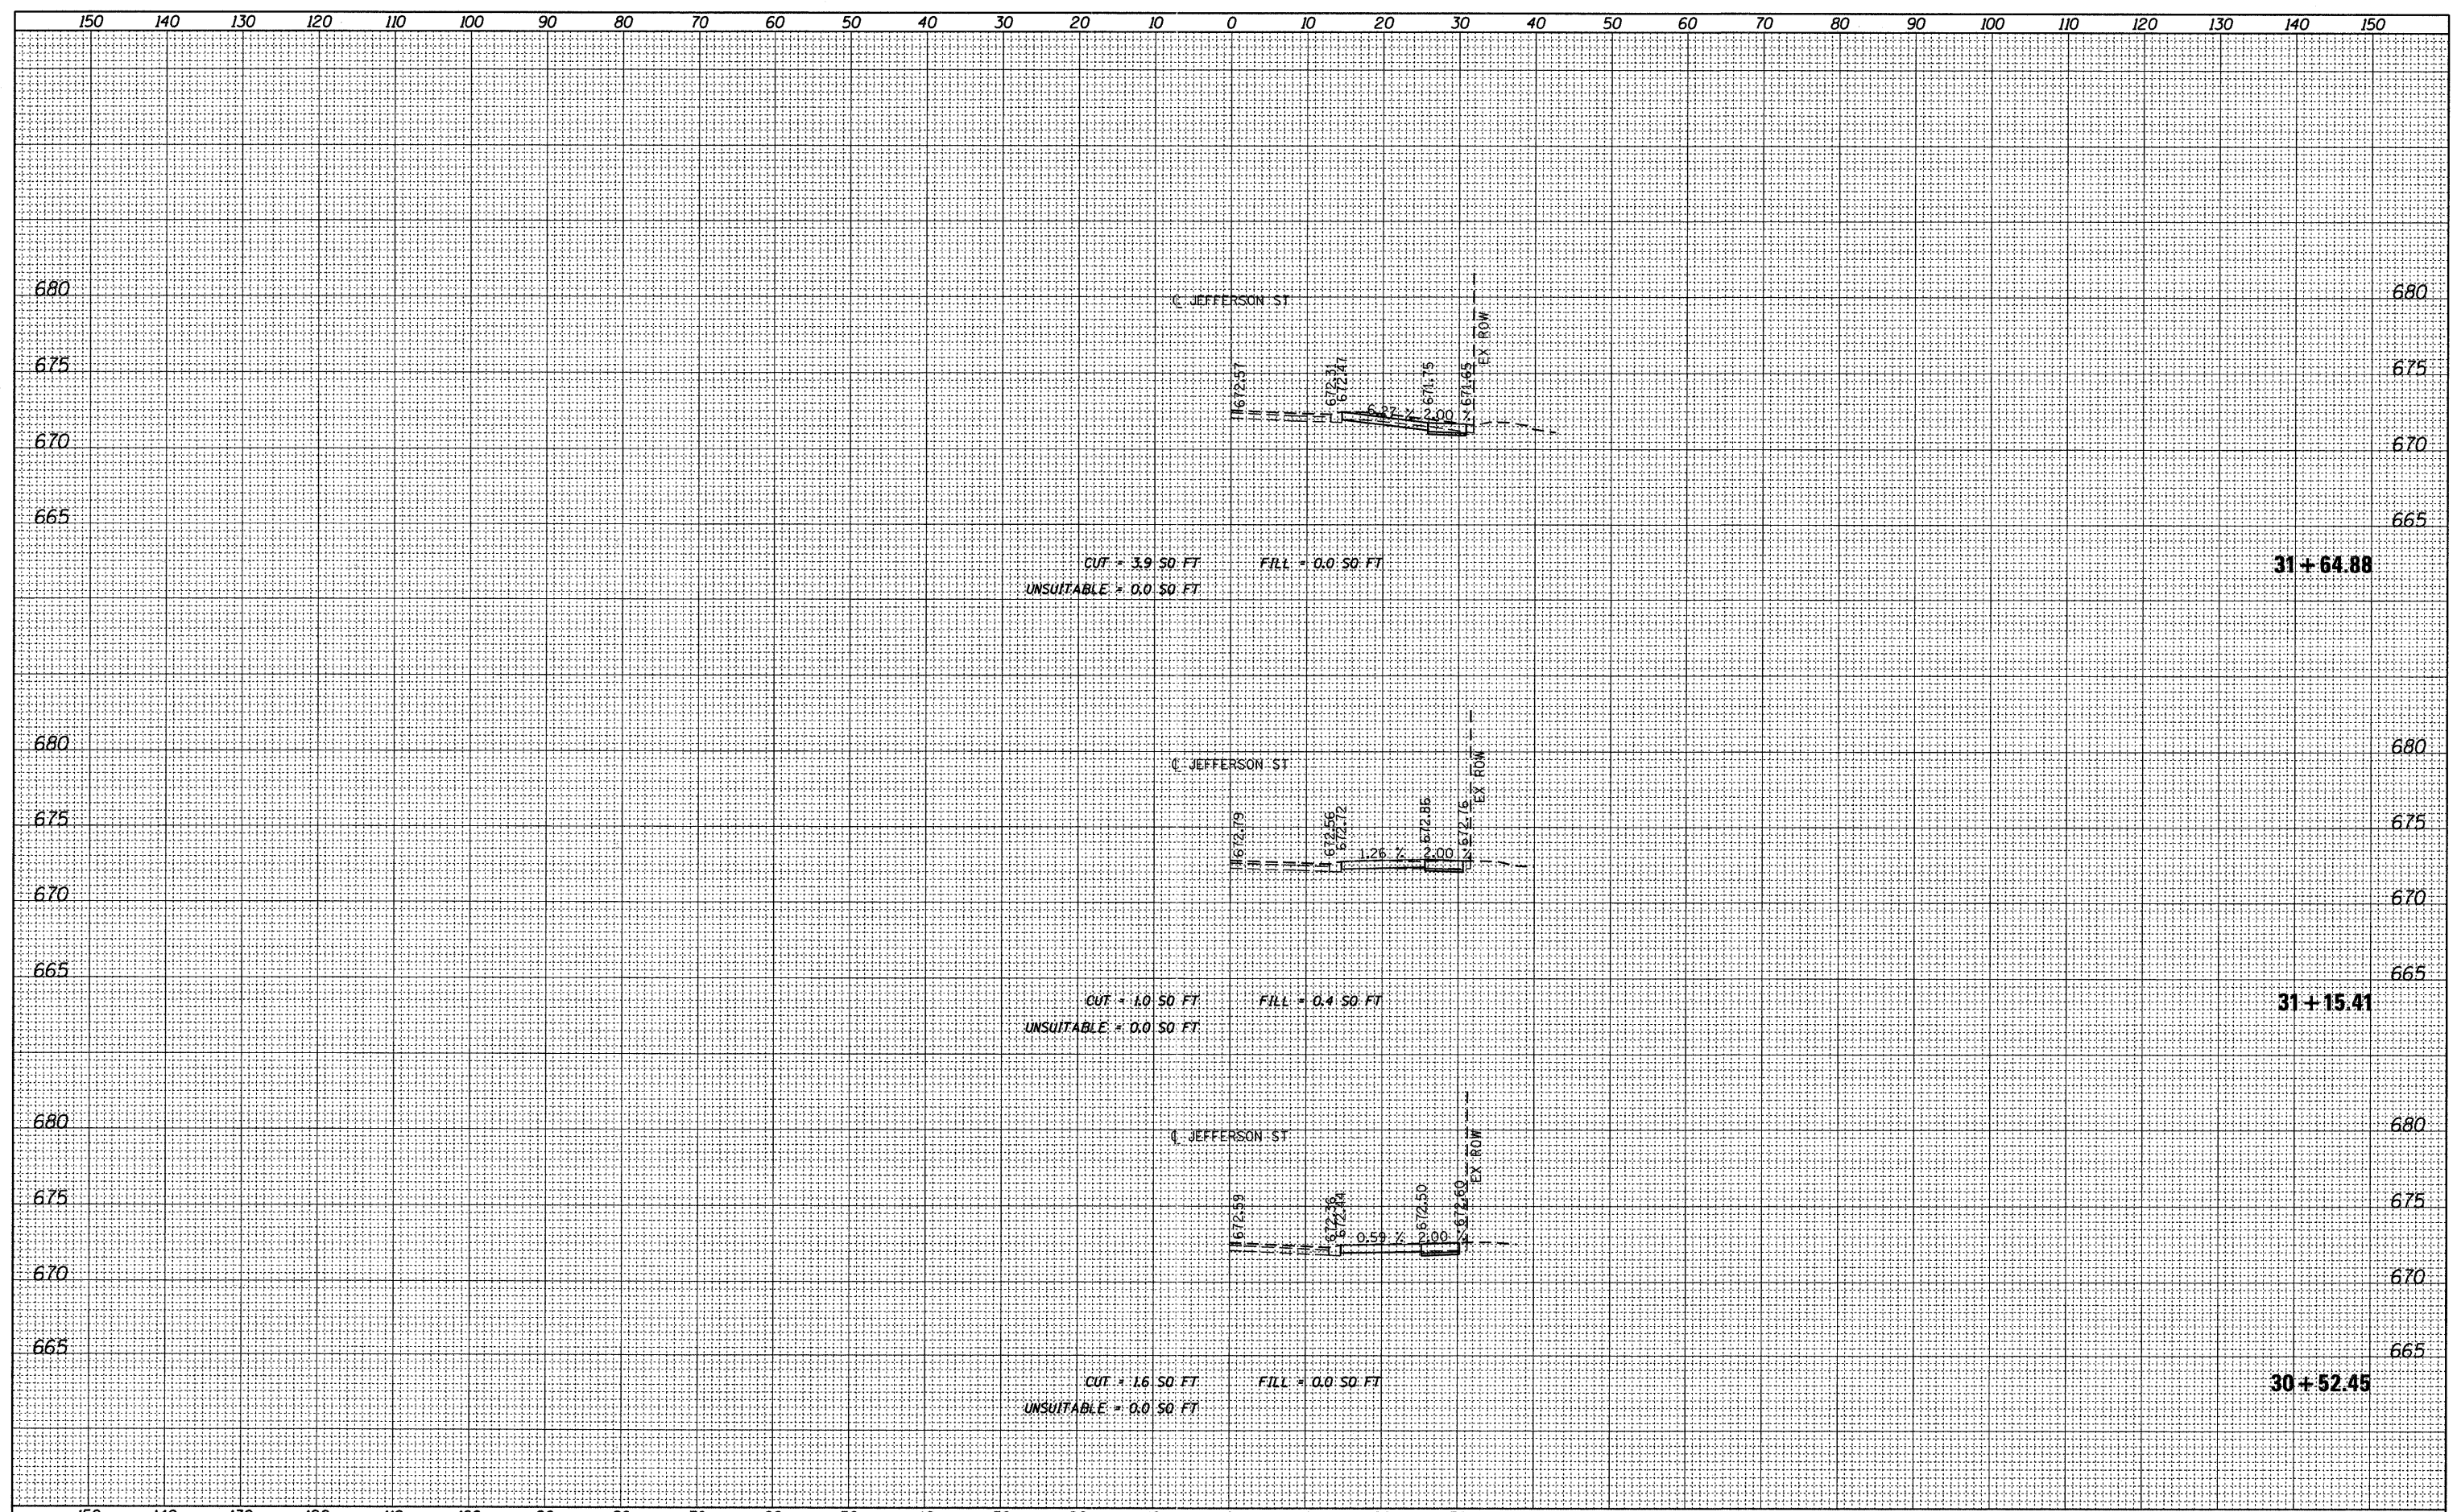 150 140 130 120 110 100 90 80 70 60 50 40 30 20 10 0 10 20 30 40 50 60 70 80 90 100 110 120 130 140 150
680 ℄ JEFFERSON ST 680
EX ROW
675 672.57 672.31 672.47 671.75 671.65 675
6.27 % 2.00 %
670 670
665 665
CUT = 3.9 SQ FT FILL = 0.0 SQ FT 31+64.88
UNSUITABLE = 0.0 SQ FT
680 680
℄ JEFFERSON ST EX ROW
675 672.79 672.56 672.72 672.86 672.76 675
1.26 % 2.00 %
670 670
665 665
CUT = 1.0 SQ FT FILL = 0.4 SQ FT 31+15.41
UNSUITABLE = 0.0 SQ FT
680 680
℄ JEFFERSON ST EX ROW
675 672.59 672.36 672.44 672.50 672.60 675
0.59 % 2.00 %
670 670
665 665
CUT = 1.6 SQ FT FILL = 0.0 SQ FT 30+52.45
UNSUITABLE = 0.0 SQ FT